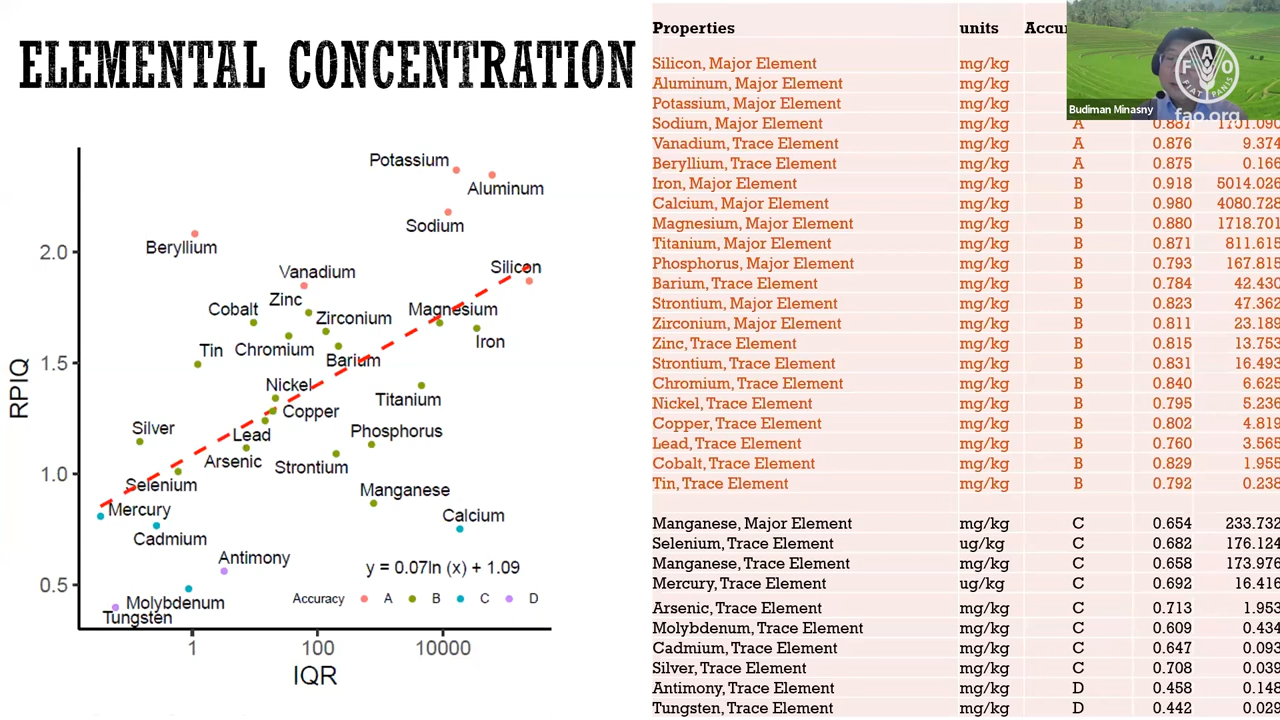 ELEMENTAL CONCENTRATION
RPIQ
2.0
1.5
1.0
0.5
Potassium
Aluminum
Sodium
Beryllium
Vanadium
Silicon
Zinc
Cobalt
Zirconium
Magnesium
Iron
Tin
Chromium
Barium
Nickel
Titanium
Copper
Silver
Lead
Phosphorus
Arsenic
Strontium
Selenium
Manganese
Mercury
Calcium
Cadmium
Antimony
y = 0.07ln (x) + 1.09
Molybdenum
Accuracy A B C D
Tungsten
1 100 10000
IQR
Properties units
Silicon, Major Element mg/kg
Aluminum, Major Element mg/kg
Potassium, Major Element mg/kg
Sodium, Major Element mg/kg A 0.887 1701.090
Vanadium, Trace Element mg/kg A 0.876 9.374
Beryllium, Trace Element mg/kg A 0.875 0.166
Iron, Major Element mg/kg B 0.918 5014.026
Calcium, Major Element mg/kg B 0.980 4080.728
Magnesium, Major Element mg/kg B 0.880 1718.701
Titanium, Major Element mg/kg B 0.871 811.615
Phosphorus, Major Element mg/kg B 0.793 167.815
Barium, Trace Element mg/kg B 0.784 42.430
Strontium, Major Element mg/kg B 0.823 47.362
Zirconium, Major Element mg/kg B 0.811 23.189
Zinc, Trace Element mg/kg B 0.815 13.753
Strontium, Trace Element mg/kg B 0.831 16.493
Chromium, Trace Element mg/kg B 0.840 6.625
Nickel, Trace Element mg/kg B 0.795 5.236
Copper, Trace Element mg/kg B 0.802 4.819
Lead, Trace Element mg/kg B 0.760 3.565
Cobalt, Trace Element mg/kg B 0.829 1.955
Tin, Trace Element mg/kg B 0.792 0.238
Manganese, Major Element mg/kg C 0.654 233.732
Selenium, Trace Element ug/kg C 0.682 176.124
Manganese, Trace Element mg/kg C 0.658 173.976
Mercury, Trace Element ug/kg C 0.692 16.416
Arsenic, Trace Element mg/kg C 0.713 1.953
Molybdenum, Trace Element mg/kg C 0.609 0.434
Cadmium, Trace Element mg/kg C 0.647 0.093
Silver, Trace Element mg/kg C 0.708 0.039
Antimony, Trace Element mg/kg D 0.458 0.148
Tungsten, Trace Element mg/kg D 0.442 0.029
FAO
FIAT PANIS
Budiman Minasny
fao.org